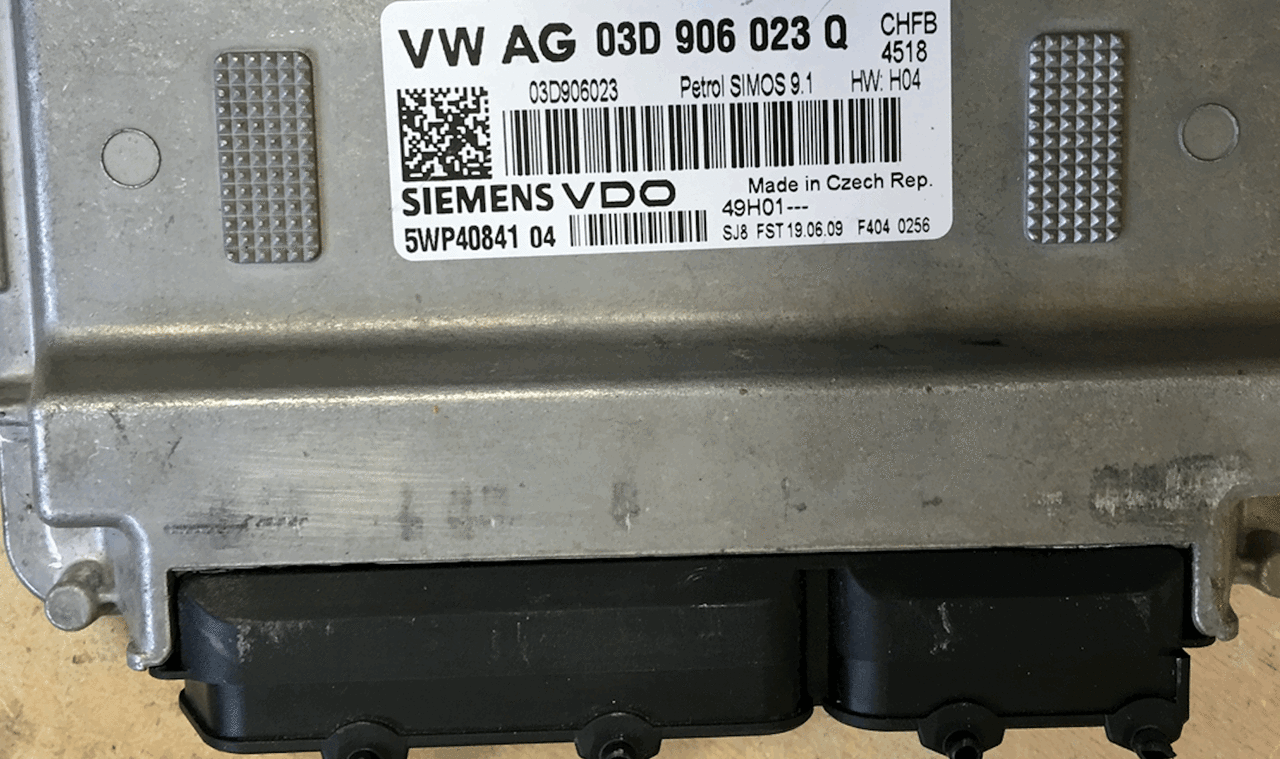 VW AG 03D 906 023 Q CHFB
4518
03D906023 Petrol SIMOS 9.1 HW: H04
SIEMENS VDO Made in Czech Rep.
49H01---
5WP40841 04 SJ8 FST 19.06.09 F404 0256